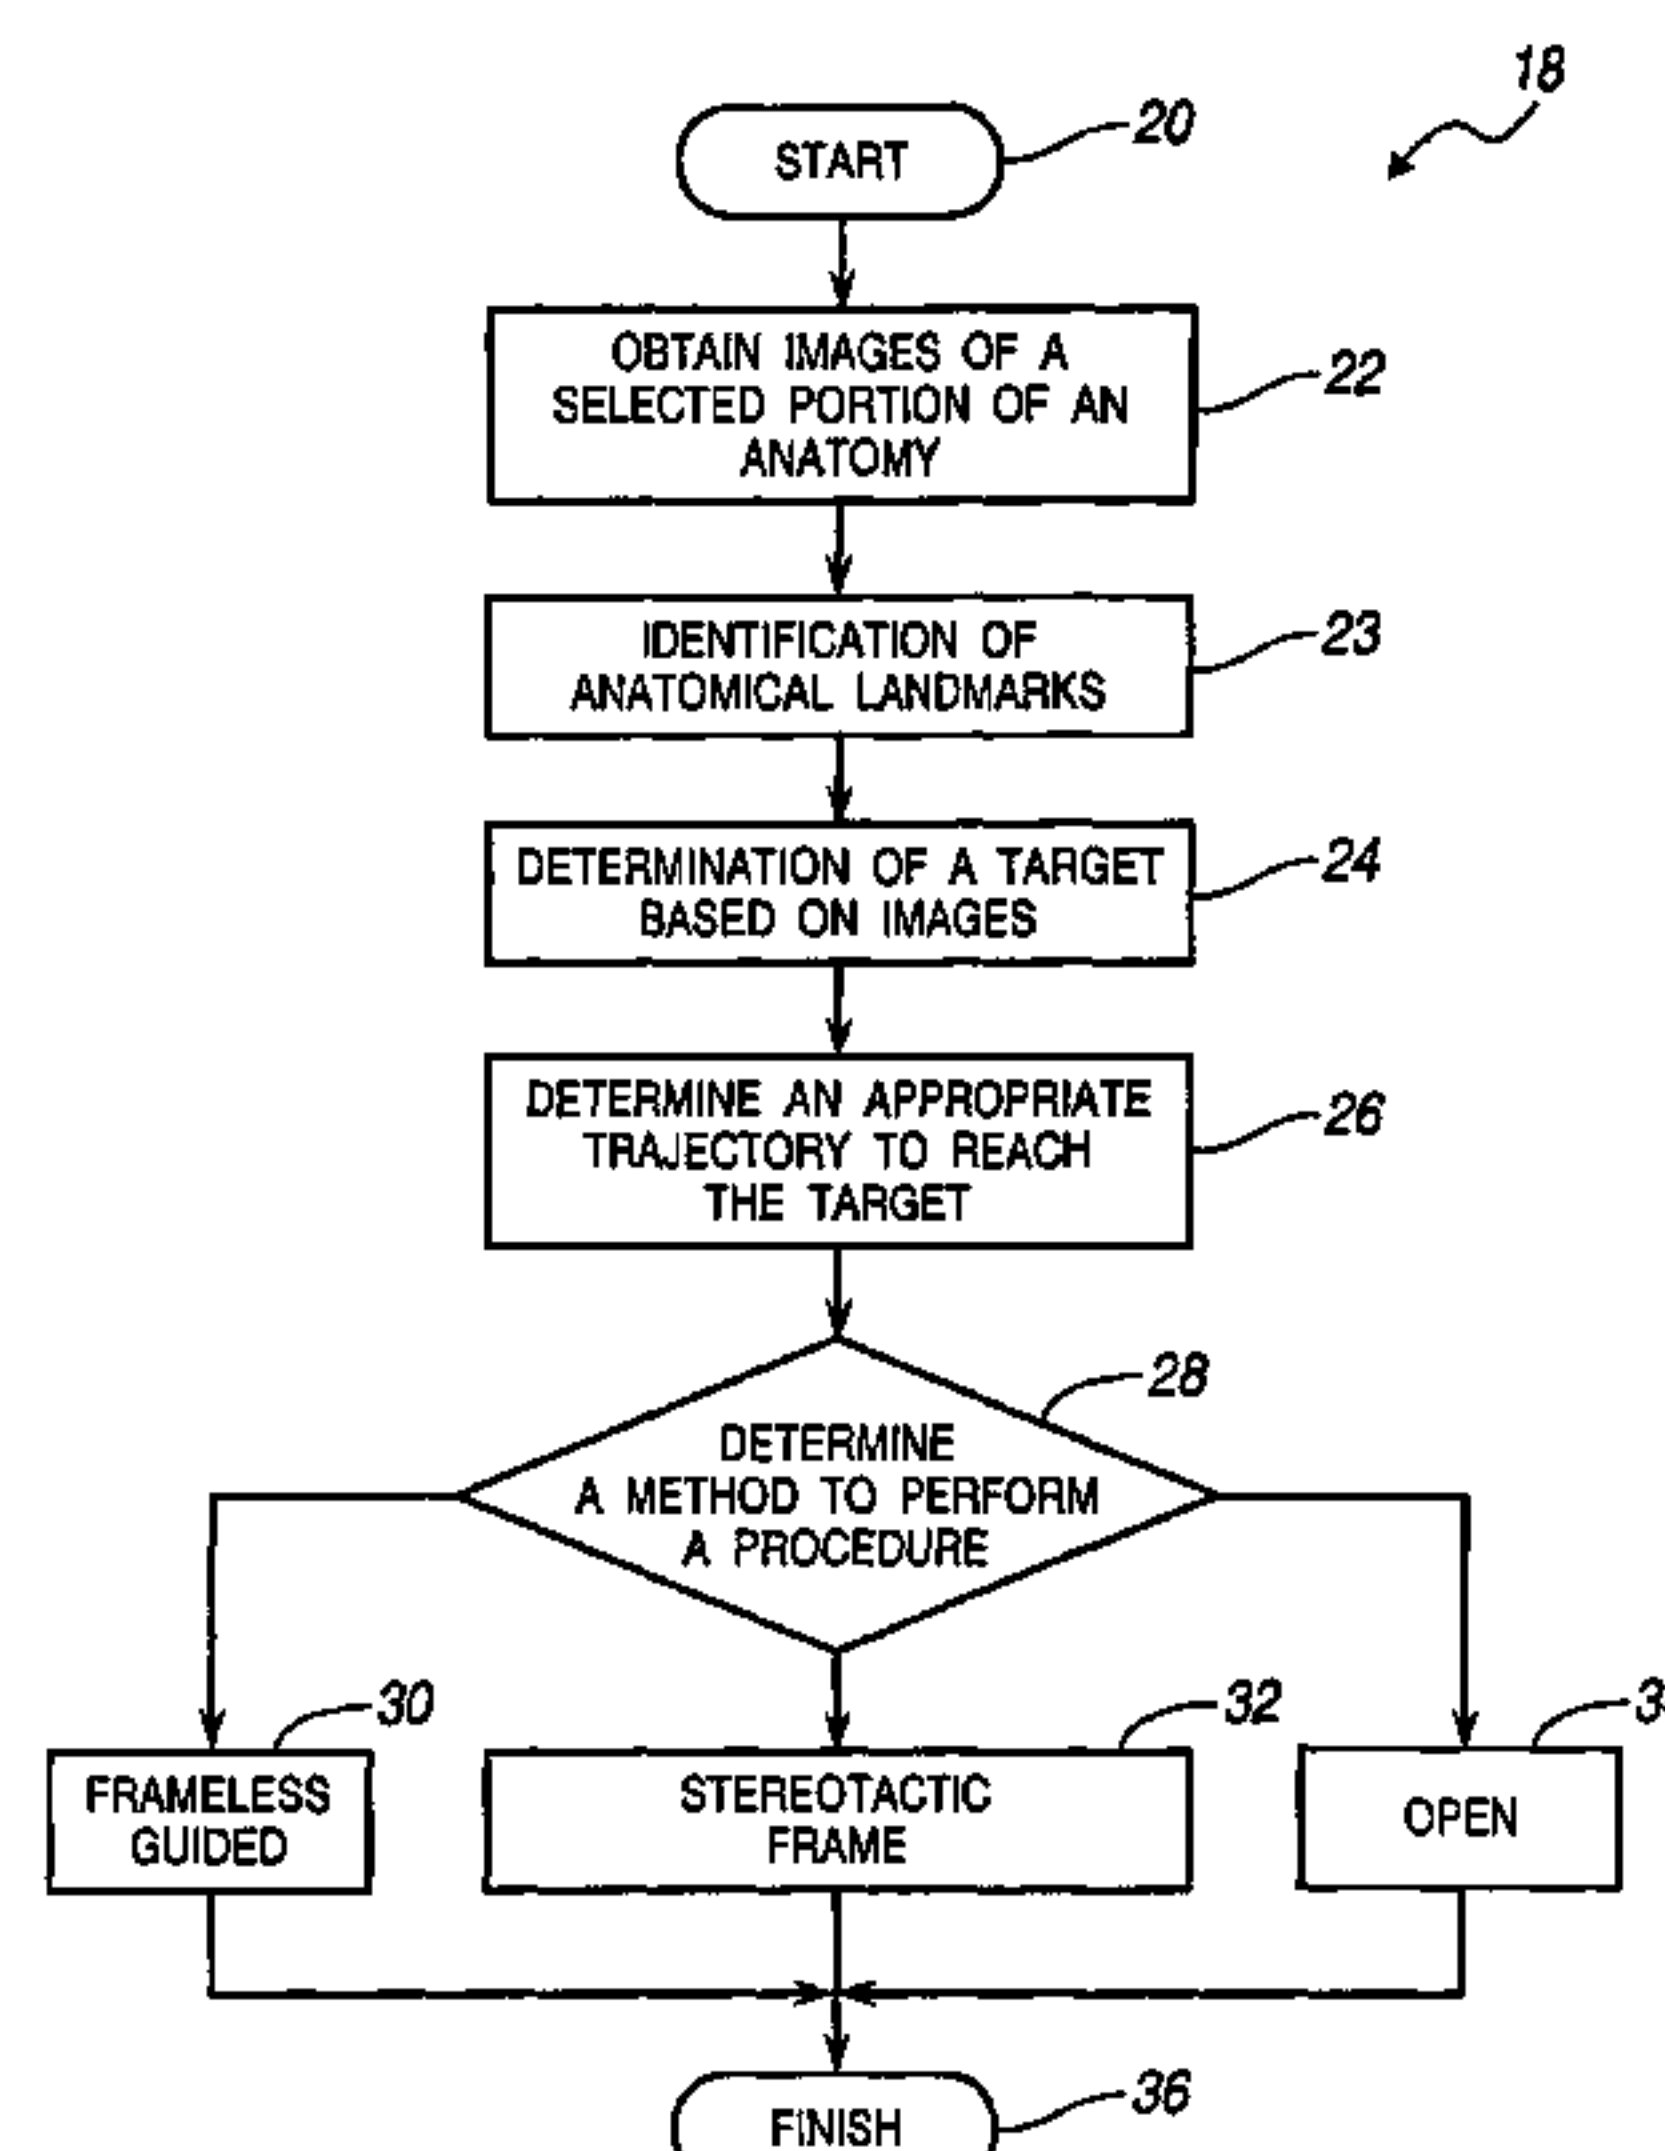 18
20
START
OBTAIN IMAGES OF A
SELECTED PORTION OF AN
ANATOMY
22
IDENTIFICATION OF
ANATOMICAL LANDMARKS
23
DETERMINATION OF A TARGET
BASED ON IMAGES
24
DETERMINE AN APPROPRIATE
TRAJECTORY TO REACH
THE TARGET
26
28
DETERMINE
A METHOD TO PERFORM
A PROCEDURE
30
FRAMELESS
GUIDED
32
STEREOTACTIC
FRAME
OPEN
36
FINISH